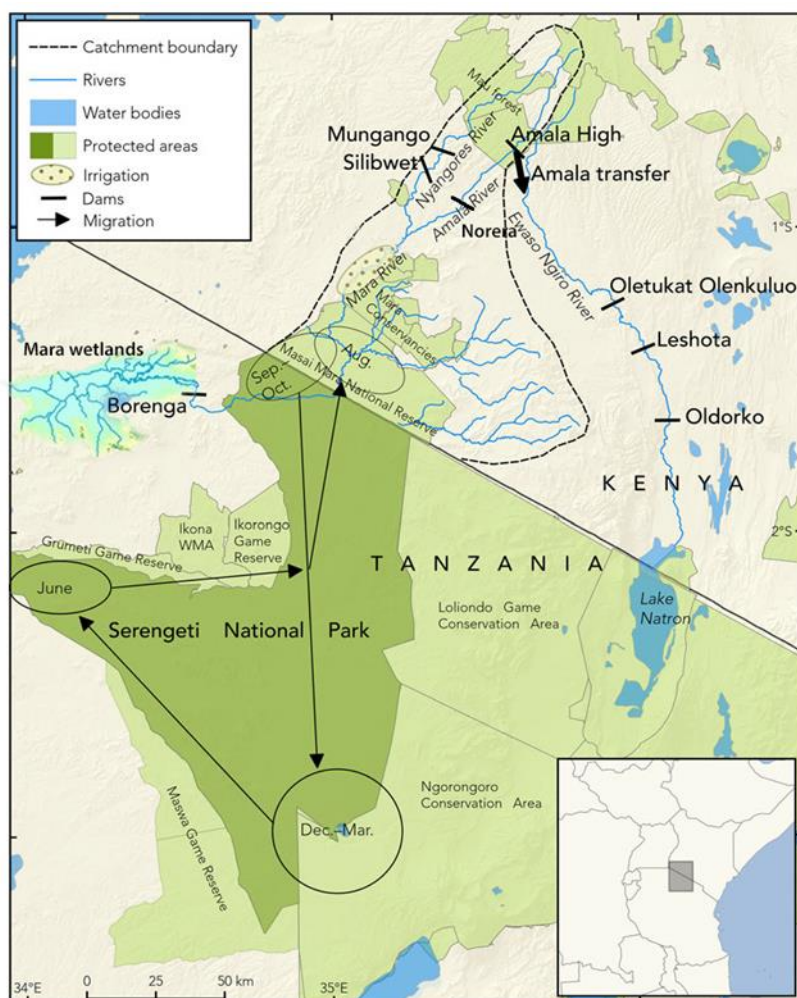 Catchment boundary
Rivers
Water bodies
Protected areas
Irrigation
Dams
Migration
Mau forest
Mungango
Silibwet
Nyangores River
Amala High
Amala transfer
Amala River
Norera
1°S
Ewaso Ngiro River
Mara River
Oletukat Olenkuluo
Mara
Conservancies
Leshota
Mara wetlands
Aug.
Sep.–
Oct.
Masai Mara National Reserve
Borenga
Oldorko
KENYA
Ikona
WMA
Ikorongo
Game
Reserve
2°S
Grumeti Game Reserve
TANZANIA
June
Lake
Natron
Loliondo Game
Conservation Area
Serengeti National Park
Maswa Game Reserve
Ngorongoro
Conservation Area
Dec.–Mar.
34°E
0 25 50 km
35°E